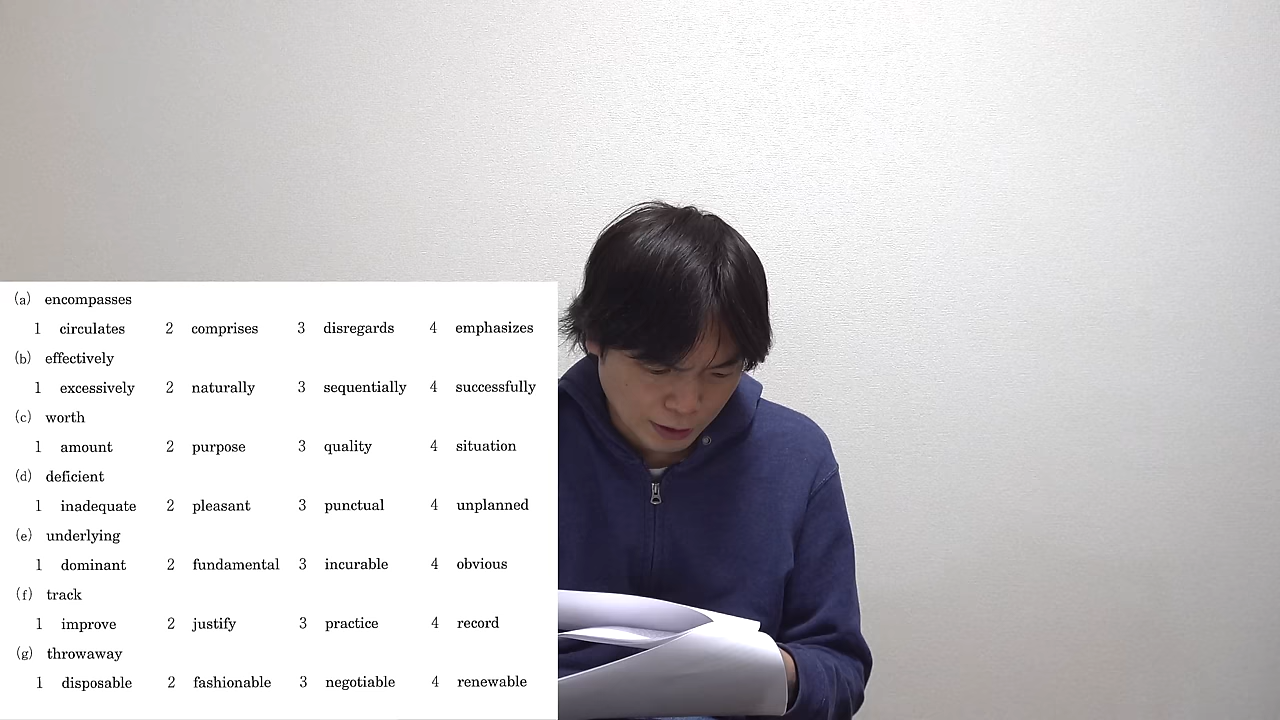 (a) encompasses
1 circulates 2 comprises 3 disregards 4 emphasizes
(b) effectively
1 excessively 2 naturally 3 sequentially 4 successfully
(c) worth
1 amount 2 purpose 3 quality 4 situation
(d) deficient
1 inadequate 2 pleasant 3 punctual 4 unplanned
(e) underlying
1 dominant 2 fundamental 3 incurable 4 obvious
(f) track
1 improve 2 justify 3 practice 4 record
(g) throwaway
1 disposable 2 fashionable 3 negotiable 4 renewable